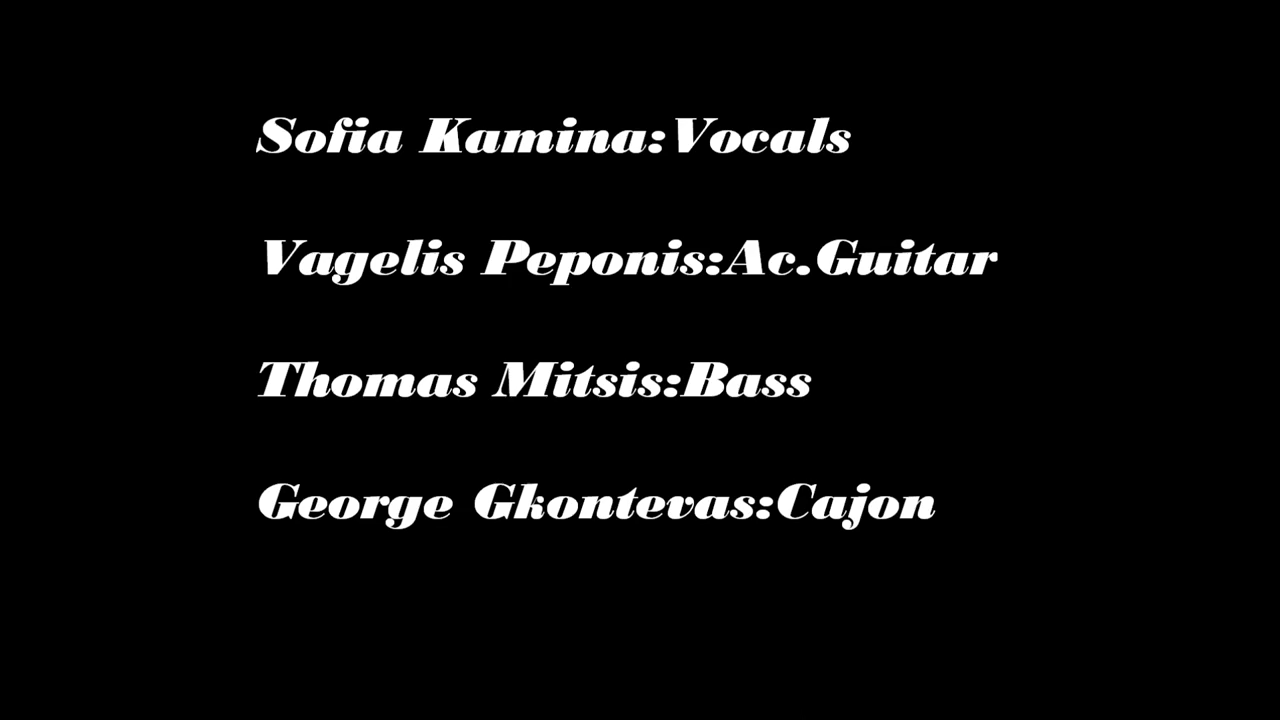 Sofia Kamina:Vocals
Vagelis Peponis:Ac.Guitar
Thomas Mitsis:Bass
George Gkontevas:Cajon